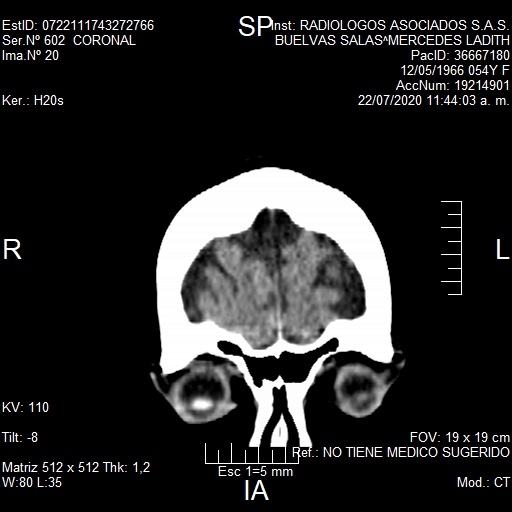 EstID: 0722111743272766
Ser.Nº 602 CORONAL
Ima.Nº 20
Ker.: H20s
SP
Inst: RADIOLOGOS ASOCIADOS S.A.S.
BUELVAS SALAS^MERCEDES LADITH
PacID: 36667180
12/05/1966 054Y F
AccNum: 19214901
22/07/2020 11:44:03 a. m.
R
L
KV: 110
Tilt: -8
Matriz 512 x 512 Thk: 1,2
W:80 L:35
Esc 1=5 mm
IA
FOV: 19 x 19 cm
Ref.: NO TIENE MEDICO SUGERIDO
Mod.: CT